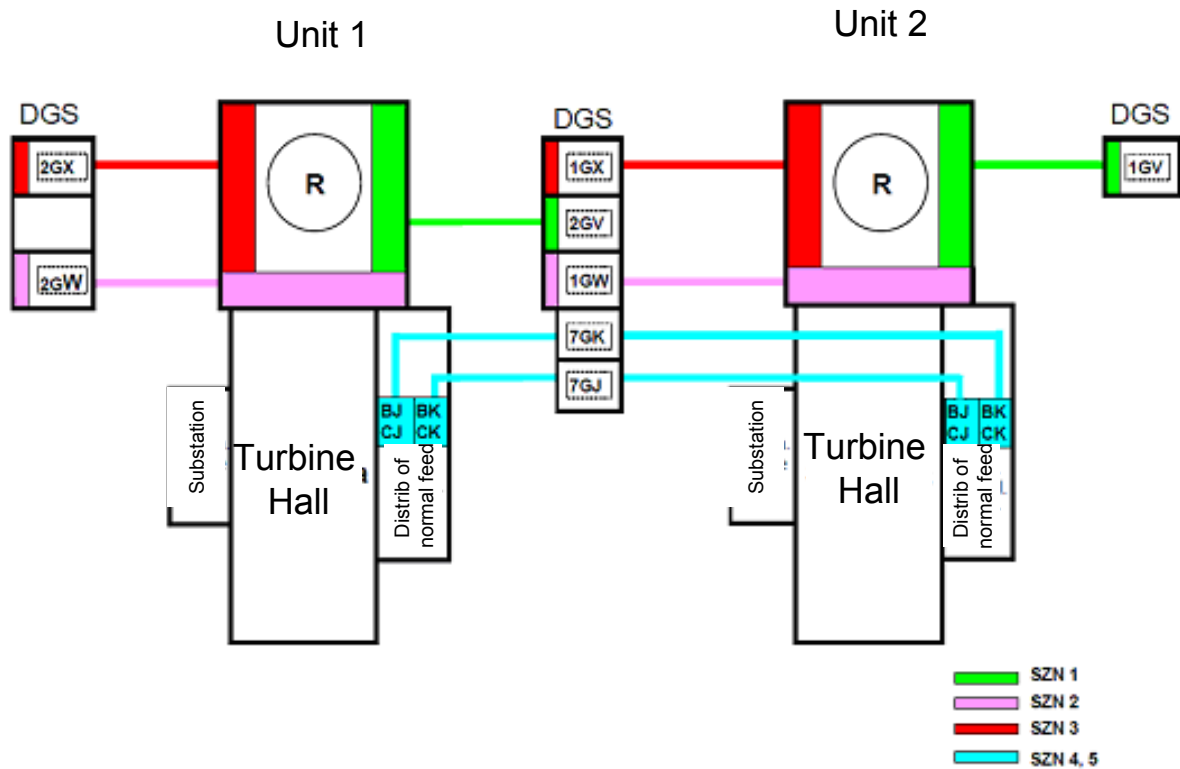 Unit 1
Unit 2
DGS
DGS
DGS
2GX
2GW
R
1GX
2GV
1GW
7GK
7GJ
R
1GV
BJ BK
CJ CK
BJ BK
CJ CK
Substation
Turbine
Hall
Distrib of
normal feed
Substation
Turbine
Hall
Distrib of
normal feed
SZN 1
SZN 2
SZN 3
SZN 4, 5